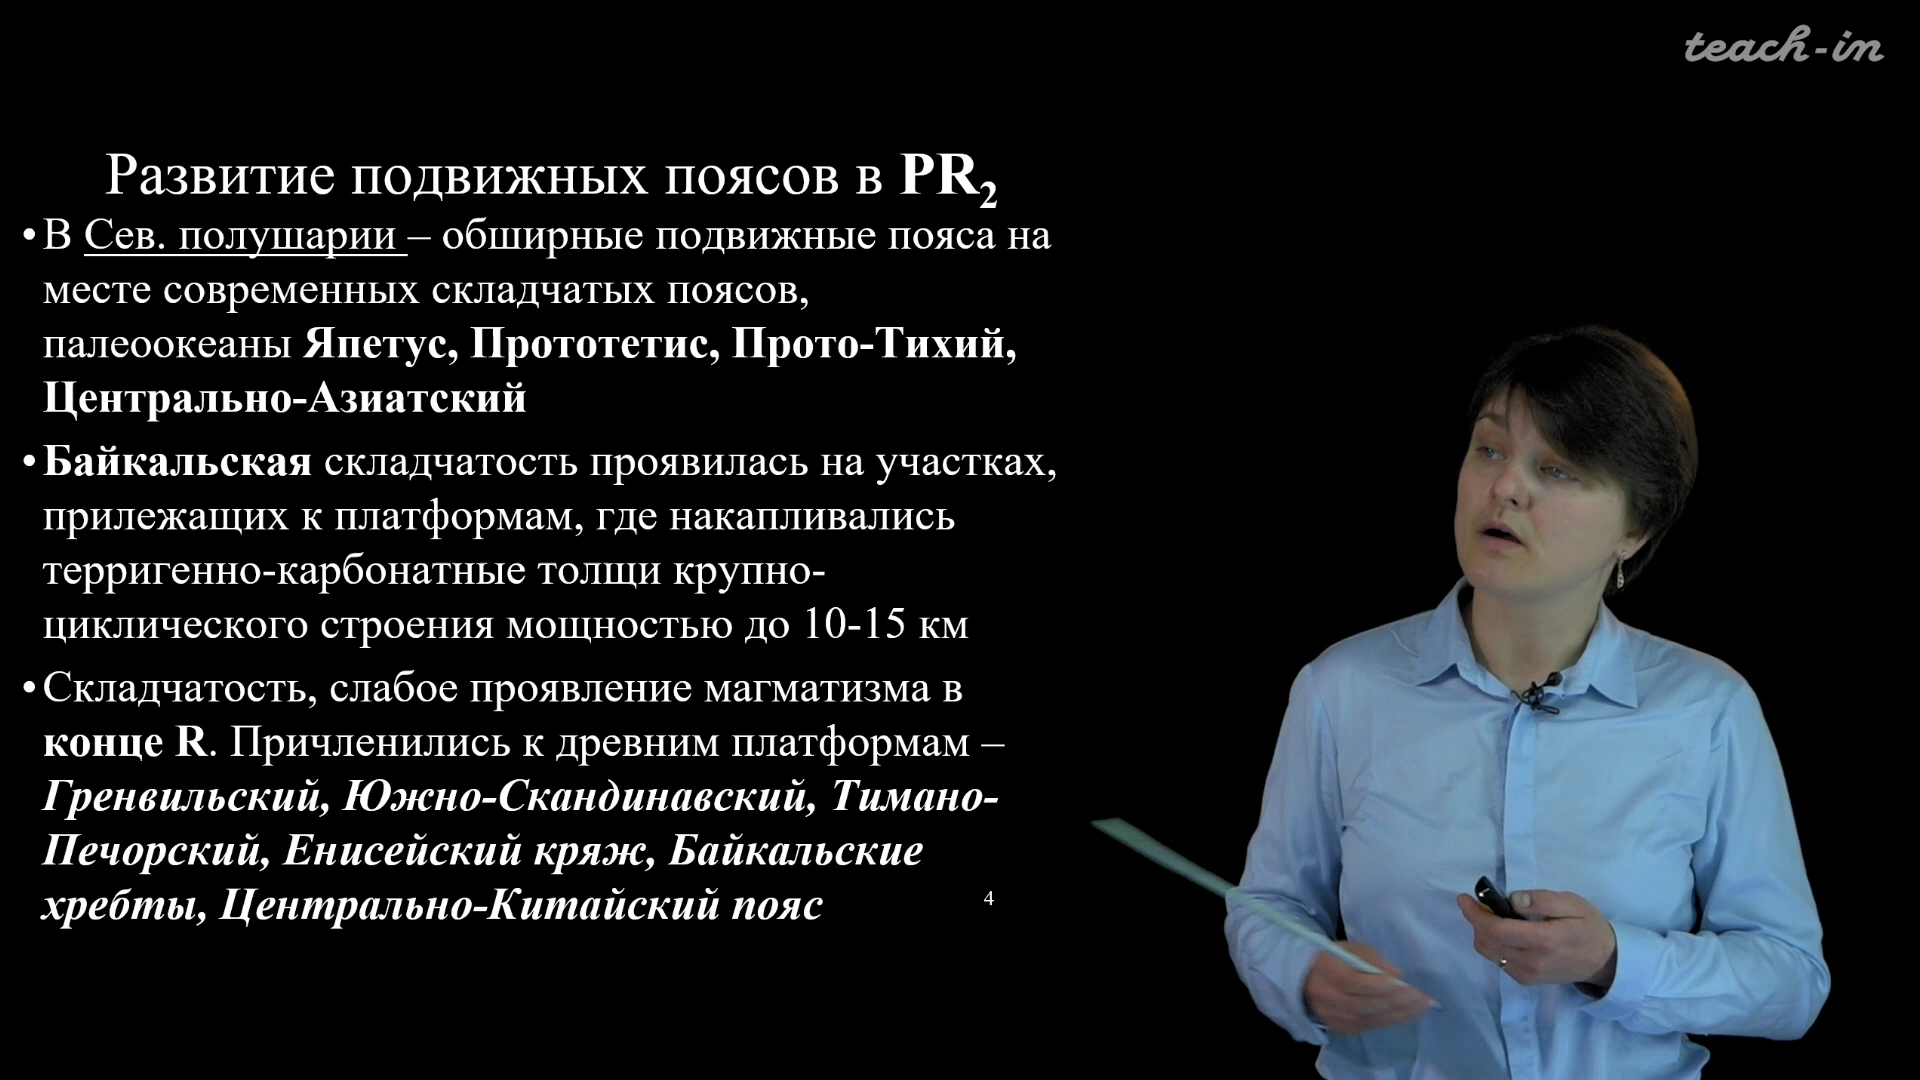 teach-in
Развитие подвижных поясов в PR2
•В Сев. полушарии – обширные подвижные пояса на
месте современных складчатых поясов,
палеоокеаны Япетус, Прототетис, Прото-Тихий,
Центрально-Азиатский
•Байкальская складчатость проявилась на участках,
прилежащих к платформам, где накапливались
терригенно-карбонатные толщи крупно-
циклического строения мощностью до 10-15 км
•Складчатость, слабое проявление магматизма в
конце R. Причленились к древним платформам –
Гренвильский, Южно-Скандинавский, Тимано-
Печорский, Енисейский кряж, Байкальские
хребты, Центрально-Китайский пояс
4